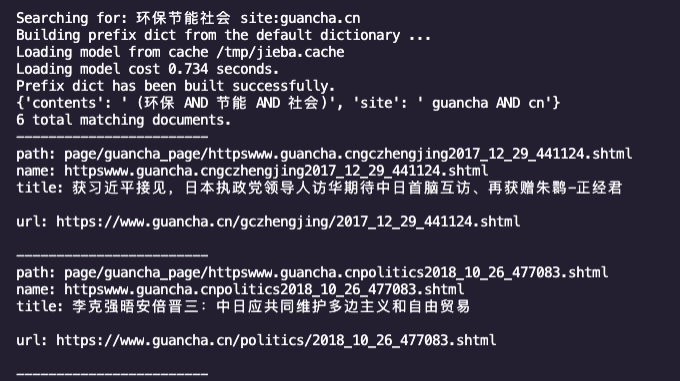 Searching for: 环保节能社会 site:guancha.cn
Building prefix dict from the default dictionary ...
Loading model from cache /tmp/jieba.cache
Loading model cost 0.734 seconds.
Prefix dict has been built successfully.
{'contents': ' (环保 AND 节能 AND 社会)', 'site': ' guancha AND cn'}
6 total matching documents.
------------------------
path: page/guancha_page/httpswww.guancha.cngczhengjing2017_12_29_441124.shtml
name: httpswww.guancha.cngczhengjing2017_12_29_441124.shtml
title: 获习近平接见，日本执政党领导人访华期待中日首脑互访、再获赠朱鹮-正经君
url: https://www.guancha.cn/gczhengjing/2017_12_29_441124.shtml
------------------------
path: page/guancha_page/httpswww.guancha.cnpolitics2018_10_26_477083.shtml
name: httpswww.guancha.cnpolitics2018_10_26_477083.shtml
title: 李克强晤安倍晋三：中日应共同维护多边主义和自由贸易
url: https://www.guancha.cn/politics/2018_10_26_477083.shtml
------------------------